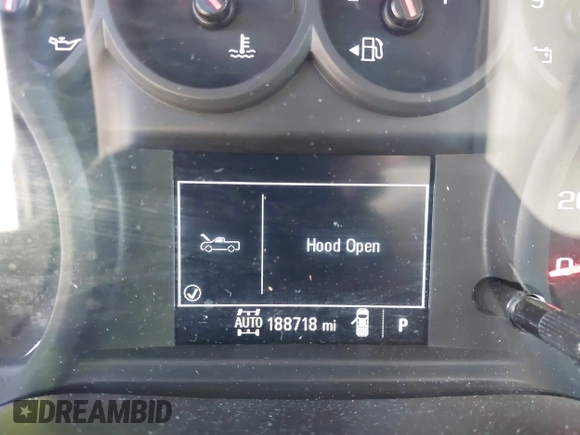 Hood Open
AUTO 188718 mi P
DREAMBID